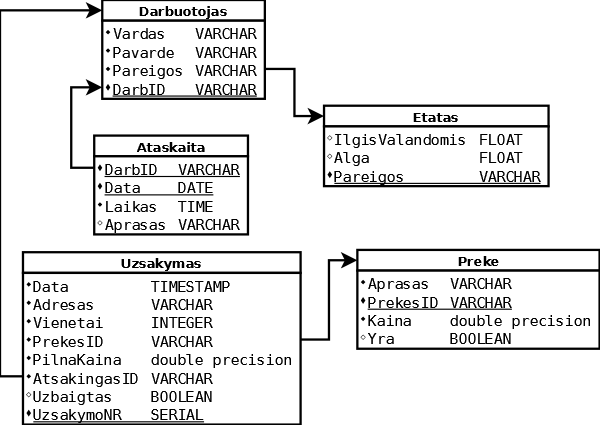 Darbuotojas
Vardas VARCHAR
Pavarde VARCHAR
Pareigos VARCHAR
DarbID VARCHAR
Etatas
IlgisValandomis FLOAT
Alga FLOAT
Pareigos VARCHAR
Ataskaita
DarbID VARCHAR
Data DATE
Laikas TIME
Aprasas VARCHAR
Uzsakymas
Data TIMESTAMP
Adresas VARCHAR
Vienetai INTEGER
PrekesID VARCHAR
PilnaKaina double precision
AtsakingasID VARCHAR
Uzbaigtas BOOLEAN
UzsakymoNR SERIAL
Preke
Aprasas VARCHAR
PrekesID VARCHAR
Kaina double precision
Yra BOOLEAN